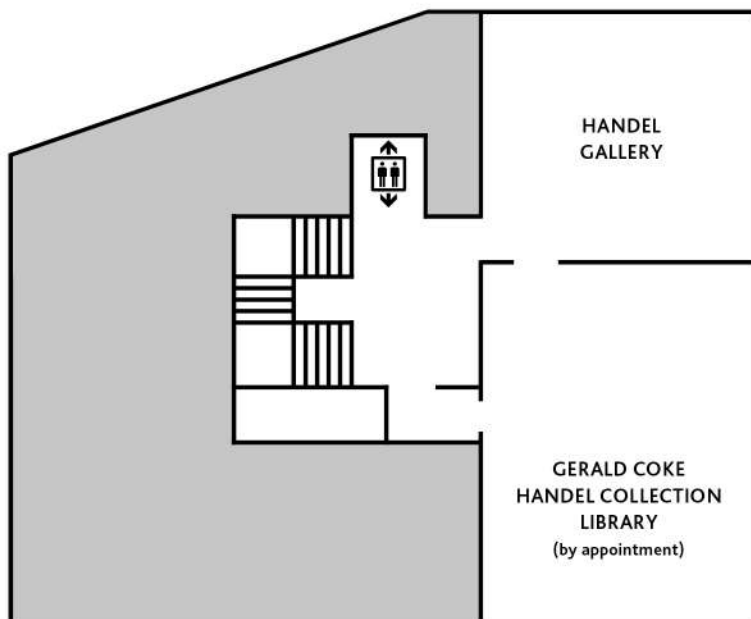 HANDEL
GALLERY
GERALD COKE
HANDEL COLLECTION
LIBRARY
(by appointment)